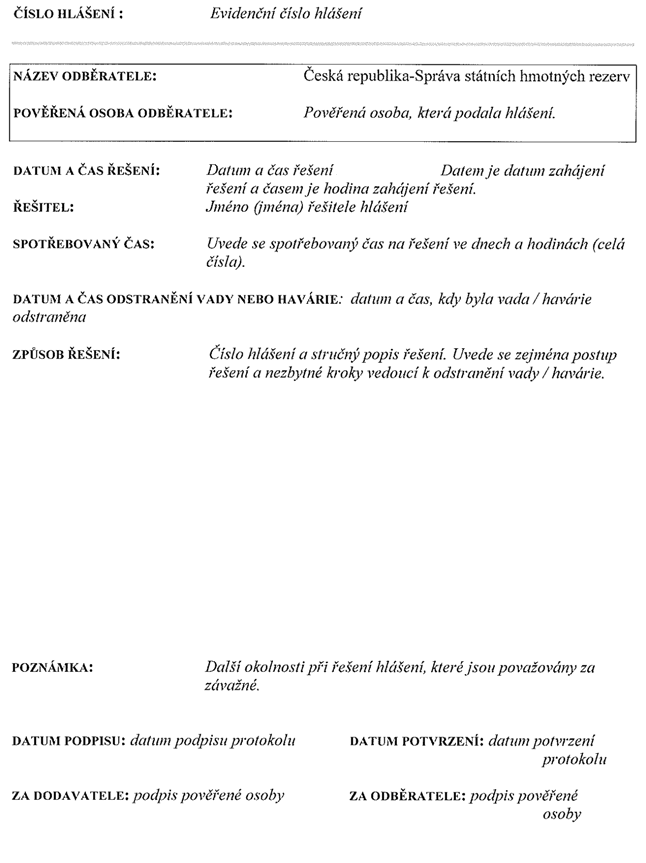 ČÍSLO HLÁŠENÍ : Evidenční číslo hlášení
NÁZEV ODBĚRATELE: Česká republika-Správa státních hmotných rezerv
POVĚŘENÁ OSOBA ODBĚRATELE: Pověřená osoba, která podala hlášení.
DATUM A ČAS ŘEŠENÍ: Datum a čas řešení Datem je datum zahájení
řešení a časem je hodina zahájení řešení.
ŘEŠITEL: Jméno (jména) řešitele hlášení
SPOTŘEBOVANÝ ČAS: Uvede se spotřebovaný čas na řešení ve dnech a hodinách (celá
čísla).
DATUM A ČAS ODSTRANĚNÍ VADY NEBO HAVÁRIE: datum a čas, kdy byla vada / havárie
odstraněna
ZPŮSOB ŘEŠENÍ: Číslo hlášení a stručný popis řešení. Uvede se zejména postup
řešení a nezbytné kroky vedoucí k odstranění vady / havárie.
POZNÁMKA: Další okolnosti při řešení hlášení, které jsou považovány za
závažné.
DATUM PODPISU: datum podpisu protokolu DATUM POTVRZENÍ: datum potvrzení
protokolu
ZA DODAVATELE: podpis pověřené osoby ZA ODBĚRATELE: podpis pověřené
osoby